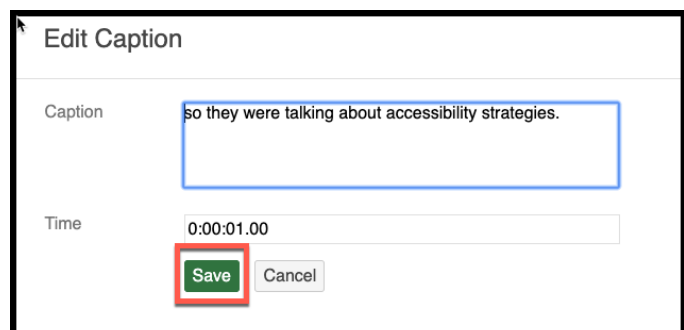 Edit Caption
Caption
so they were talking about accessibility strategies.
Time
0:00:01.00
Save
Cancel